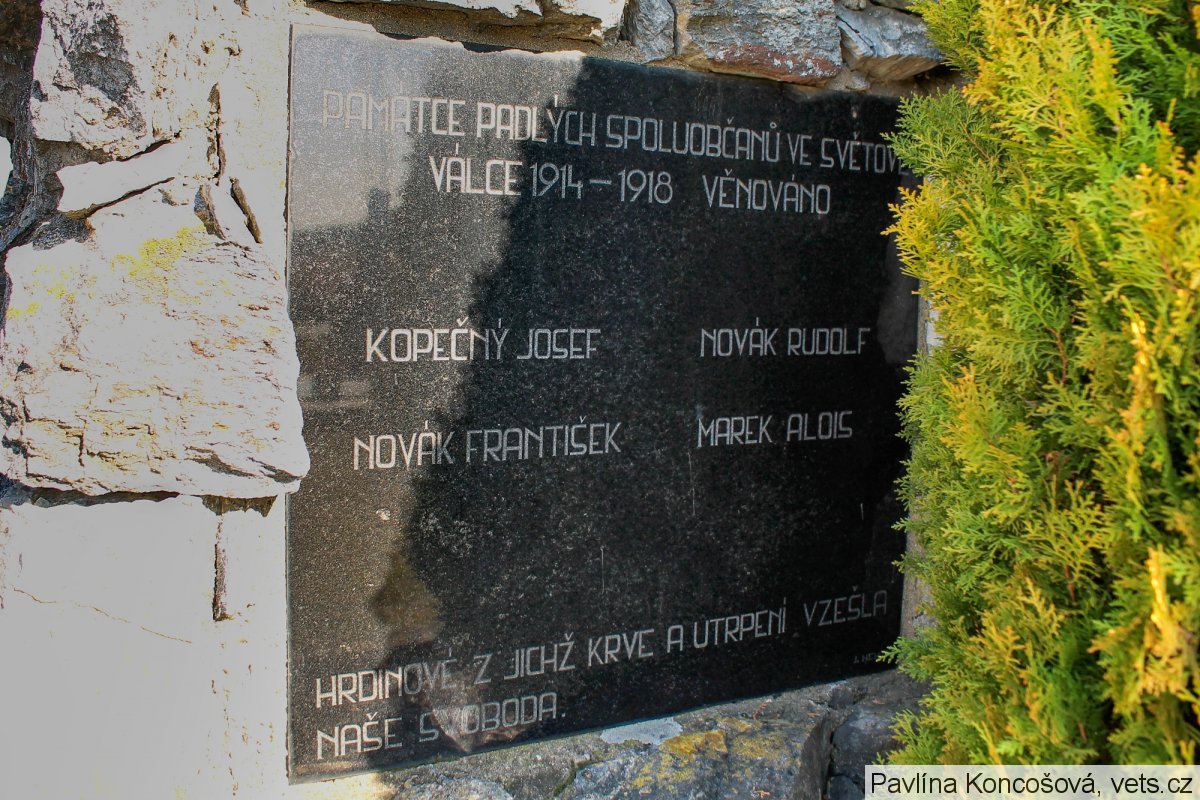 PAMÁTCE PADLÝCH SPOLUOBČANŮ VE SVĚTOV
VÁLCE 1914 – 1918 VĚNOVÁNO
KOPEČNÝ JOSEF NOVÁK RUDOLF
NOVÁK FRANTIŠEK MAREK ALOIS
HRDINOVÉ Z JICHŽ KRVE A UTRPENÍ VZEŠLA
NAŠE SVOBODA.
Pavlína Koncošová, vets.cz